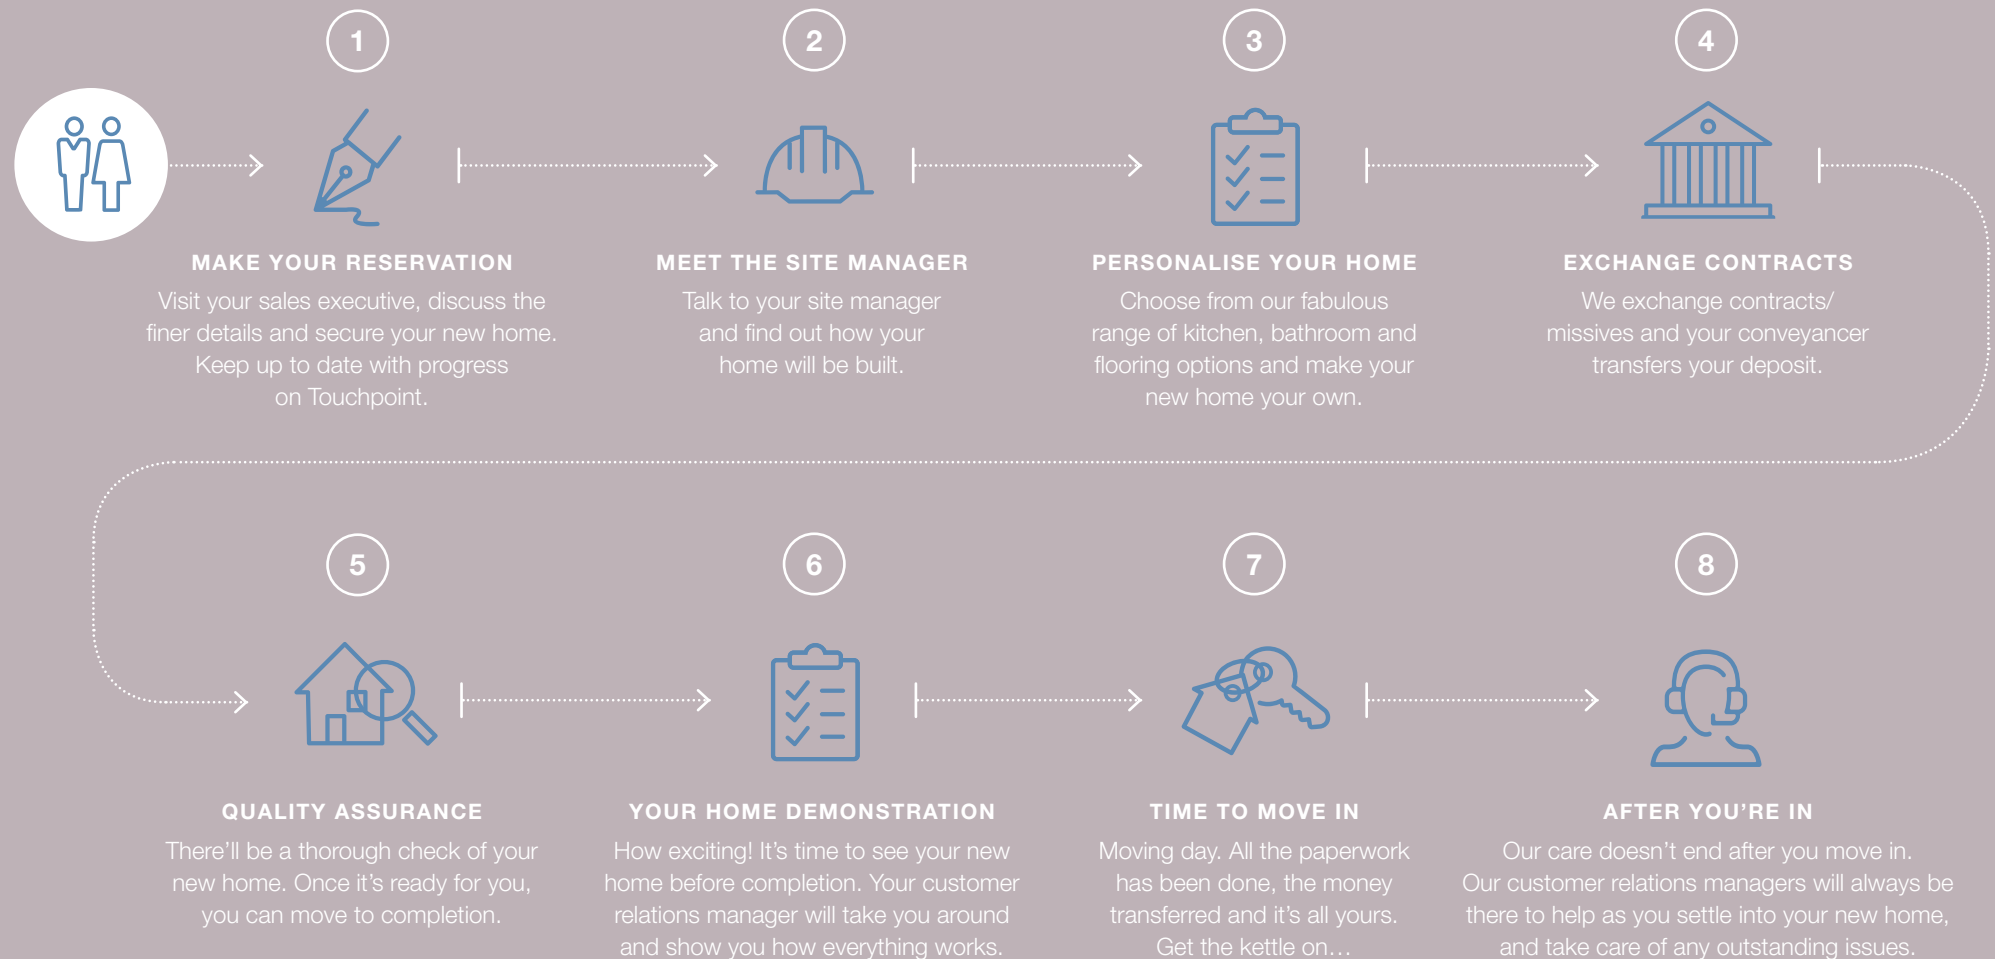 1
MAKE YOUR RESERVATION
Visit your sales executive, discuss the
finer details and secure your new home.
Keep up to date with progress
on Touchpoint.
2
MEET THE SITE MANAGER
Talk to your site manager
and find out how your
home will be built.
3
PERSONALISE YOUR HOME
Choose from our fabulous
range of kitchen, bathroom and
flooring options and make your
new home your own.
4
EXCHANGE CONTRACTS
We exchange contracts/
missives and your conveyancer
transfers your deposit.
5
QUALITY ASSURANCE
There’ll be a thorough check of your
new home. Once it’s ready for you,
you can move to completion.
6
YOUR HOME DEMONSTRATION
How exciting! It’s time to see your new
home before completion. Your customer
relations manager will take you around
and show you how everything works.
7
TIME TO MOVE IN
Moving day. All the paperwork
has been done, the money
transferred and it’s all yours.
Get the kettle on…
8
AFTER YOU’RE IN
Our care doesn’t end after you move in.
Our customer relations managers will always be
there to help as you settle into your new home,
and take care of any outstanding issues.